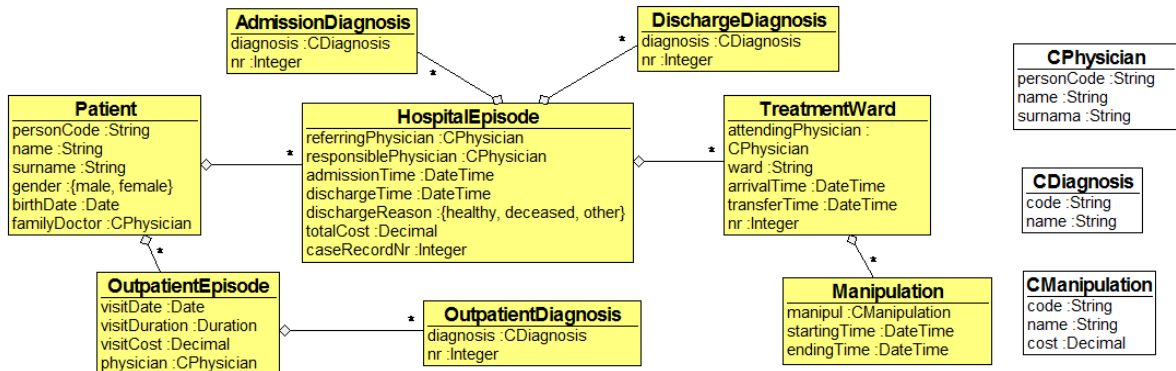 AdmissionDiagnosis
diagnosis :CDiagnosis
nr :Integer
*
DischargeDiagnosis
diagnosis :CDiagnosis
nr :Integer
*
CPhysician
personCode :String
name :String
surnama :String
Patient
personCode :String
name :String
surname :String
gender :{male, female}
birthDate :Date
familyDoctor :CPhysician
*
*
HospitalEpisode
referringPhysician :CPhysician
responsiblePhysician :CPhysician
admissionTime :DateTime
dischargeTime :DateTime
dischargeReason :{healthy, deceased, other}
totalCost :Decimal
caseRecordNr :Integer
*
TreatmentWard
attendingPhysician :
CPhysician
ward :String
arrivalTime :DateTime
transferTime :DateTime
nr :Integer
*
CDiagnosis
code :String
name :String
OutpatientEpisode
visitDate :Date
visitDuration :Duration
visitCost :Decimal
physician :CPhysician
*
OutpatientDiagnosis
diagnosis :CDiagnosis
nr :Integer
Manipulation
manipul :CManipulation
startingTime :DateTime
endingTime :DateTime
CManipulation
code :String
name :String
cost :Decimal